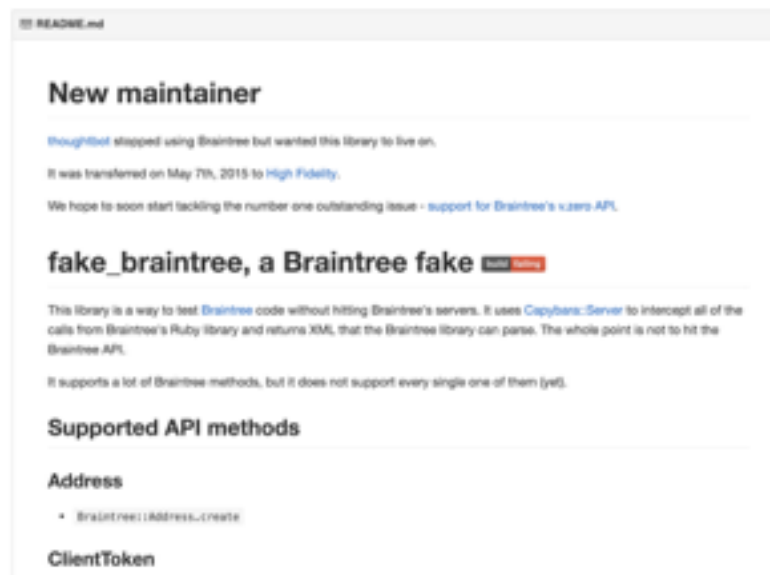 README.md
New maintainer
thoughtbot stopped using Braintree but wanted this library to live on.
It was transferred on May 7th, 2015 to High Fidelity.
We hope to soon start tackling the number one outstanding issue - support for Braintree's v.zero API.
fake_braintree, a Braintree fake build failing
This library is a way to test Braintree code without hitting Braintree's servers. It uses Capybara::Server to intercept all of the
calls from Braintree's Ruby library and returns XML that the Braintree library can parse. The whole point is not to hit the
Braintree API.
It supports a lot of Braintree methods, but it does not support every single one of them (yet).
Supported API methods
Address
• Braintree::Address.create
ClientToken